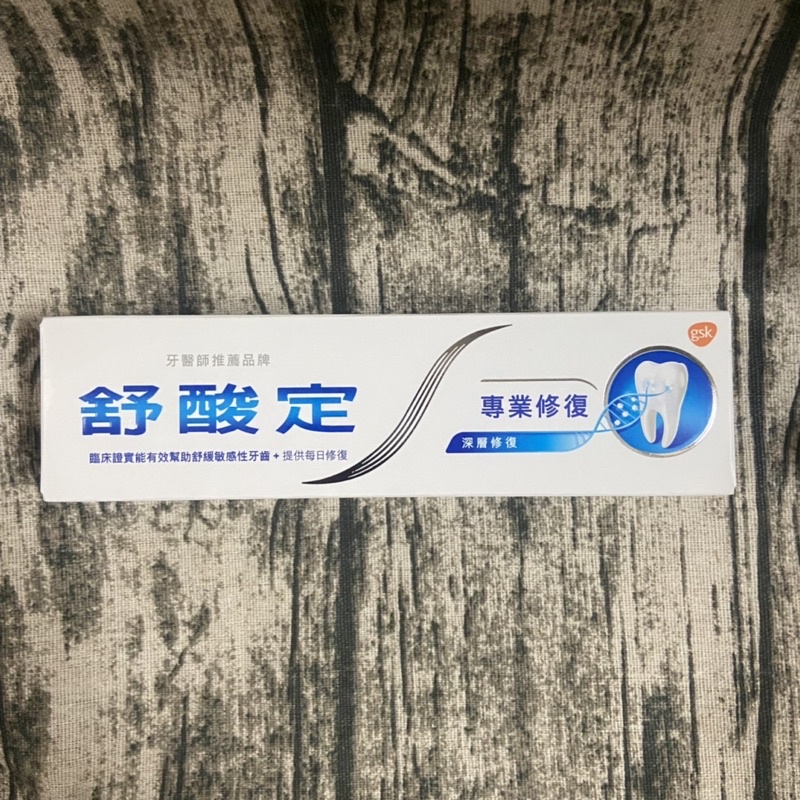 牙醫師推薦品牌
舒酸定
臨床證實能有效幫助舒緩敏感性牙齒+提供每日修復
專業修復
深層修復
gsk